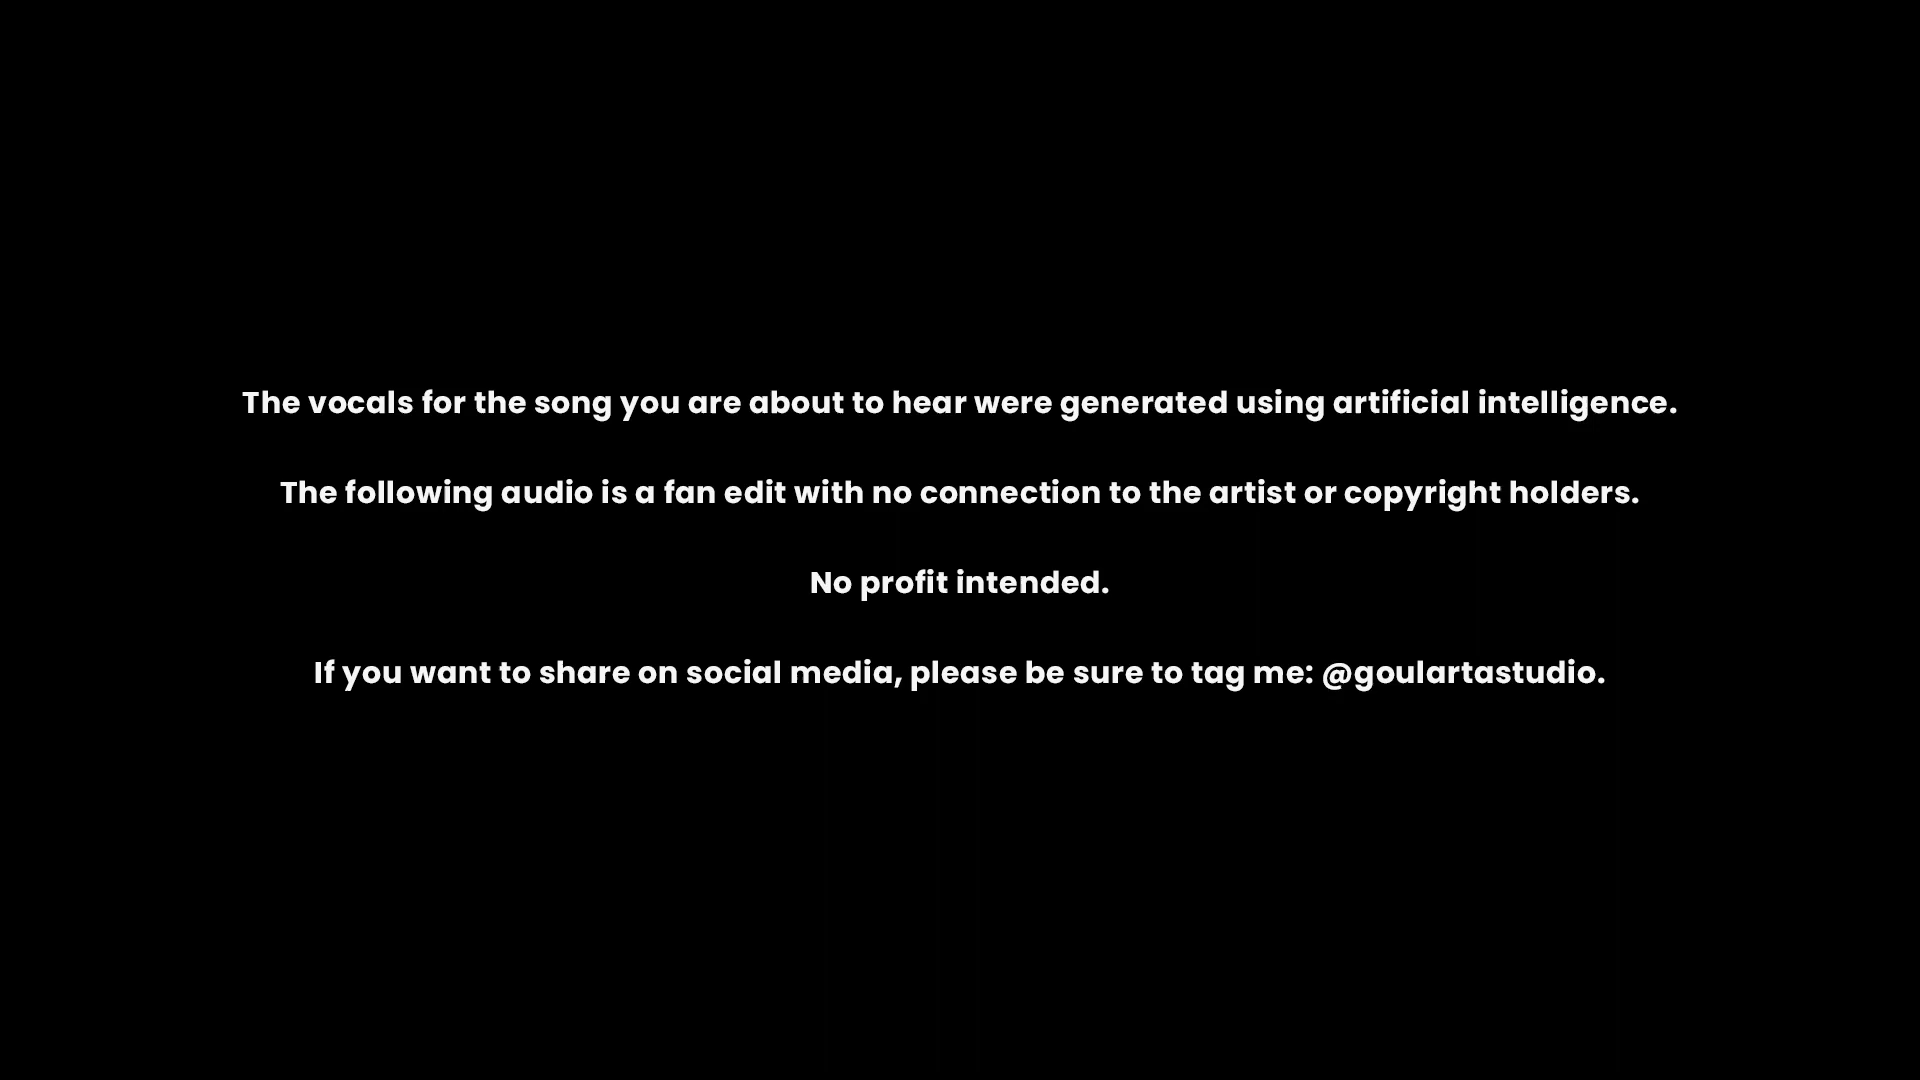 The vocals for the song you are about to hear were generated using artificial intelligence.
The following audio is a fan edit with no connection to the artist or copyright holders.
No profit intended.
If you want to share on social media, please be sure to tag me: @goulartastudio.